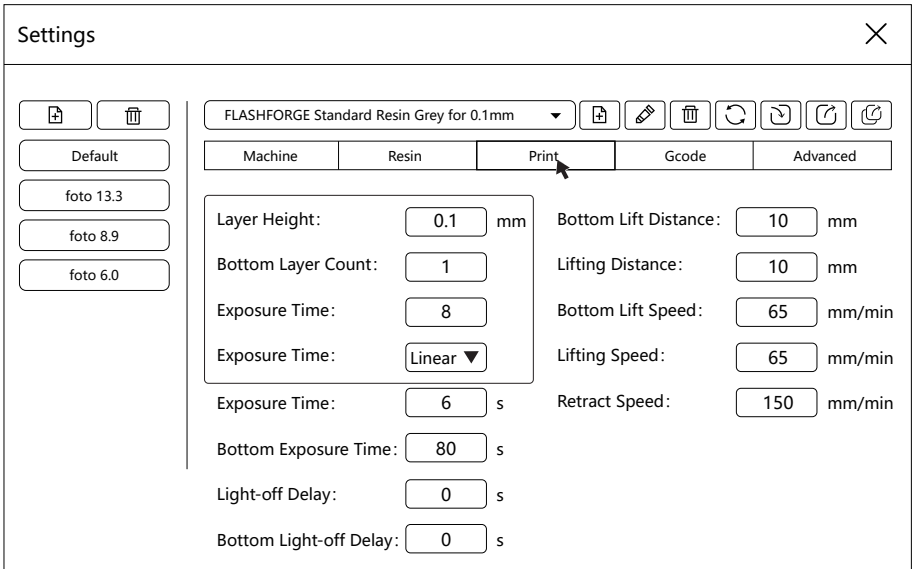 Settings
Default
foto 13.3
foto 8.9
foto 6.0
FLASHFORGE Standard Resin Grey for 0.1mm
Machine Resin Print Gcode Advanced
Layer Height: 0.1 mm
Bottom Layer Count: 1
Exposure Time: 8
Exposure Time: Linear
Exposure Time: 6 s
Bottom Exposure Time: 80 s
Light-off Delay: 0 s
Bottom Light-off Delay: 0 s
Bottom Lift Distance: 10 mm
Lifting Distance: 10 mm
Bottom Lift Speed: 65 mm/min
Lifting Speed: 65 mm/min
Retract Speed: 150 mm/min